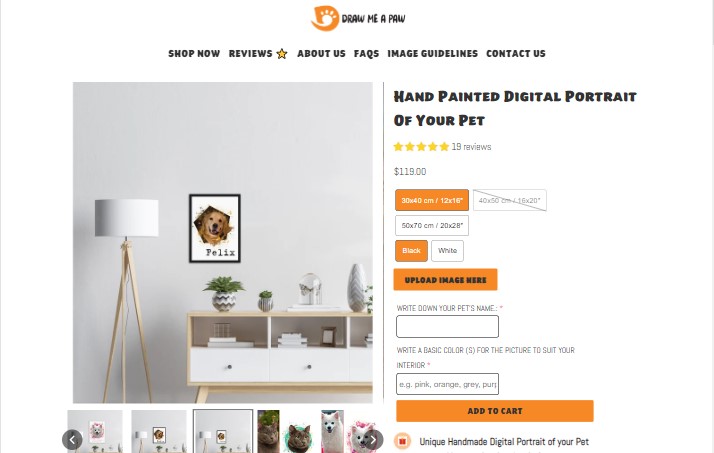 DRAW ME A PAW
SHOP NOW REVIEWS ⭐ ABOUT US FAQS IMAGE GUIDELINES CONTACT US
HAND PAINTED DIGITAL PORTRAIT
OF YOUR PET
19 reviews
$119.00
30x40 cm / 12x16" 40x50 cm / 16x20"
50x70 cm / 20x28"
Black White
UPLOAD IMAGE HERE
WRITE DOWN YOUR PET'S NAME.: *
WRITE A BASIC COLOR (S) FOR THE PICTURE TO SUIT YOUR
INTERIOR *
e.g. pink, orange, grey, purp
ADD TO CART
Unique Handmade Digital Portrait of your Pet
Felix